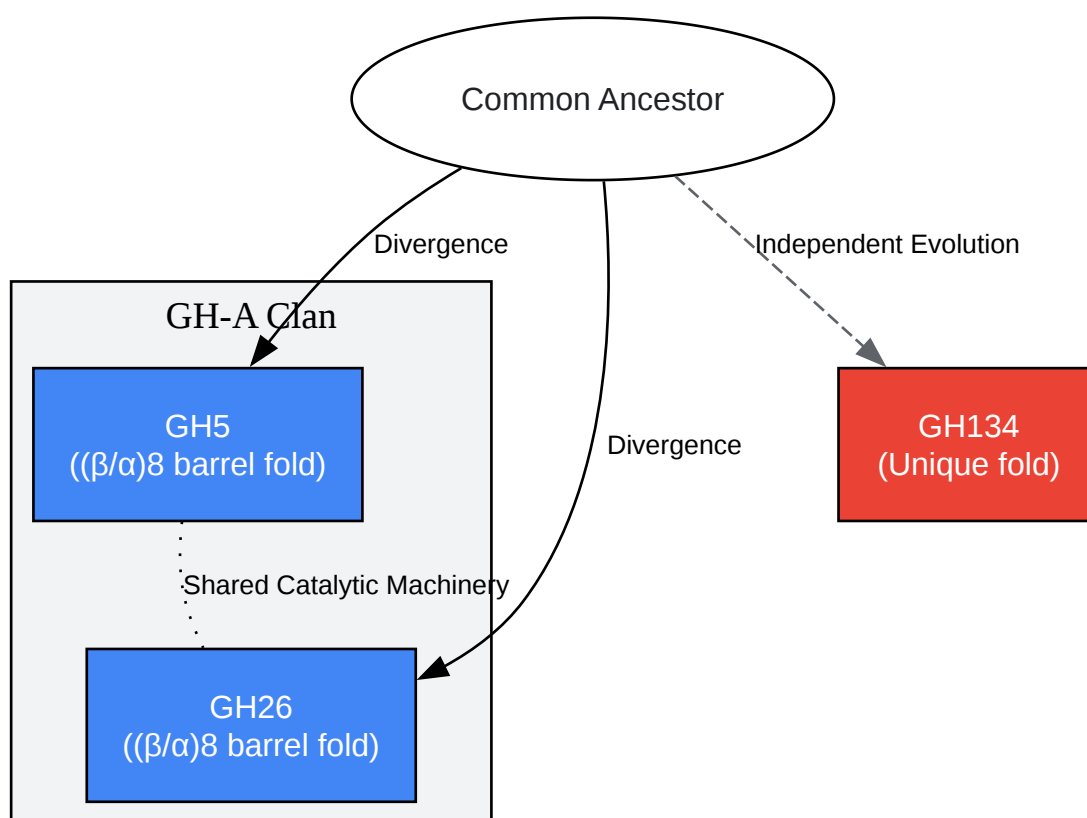 Common Ancestor
Divergence
Independent Evolution
GH-A Clan
GH5
((β/α)8 barrel fold)
GH134
(Unique fold)
Divergence
Shared Catalytic Machinery
GH26
((β/α)8 barrel fold)